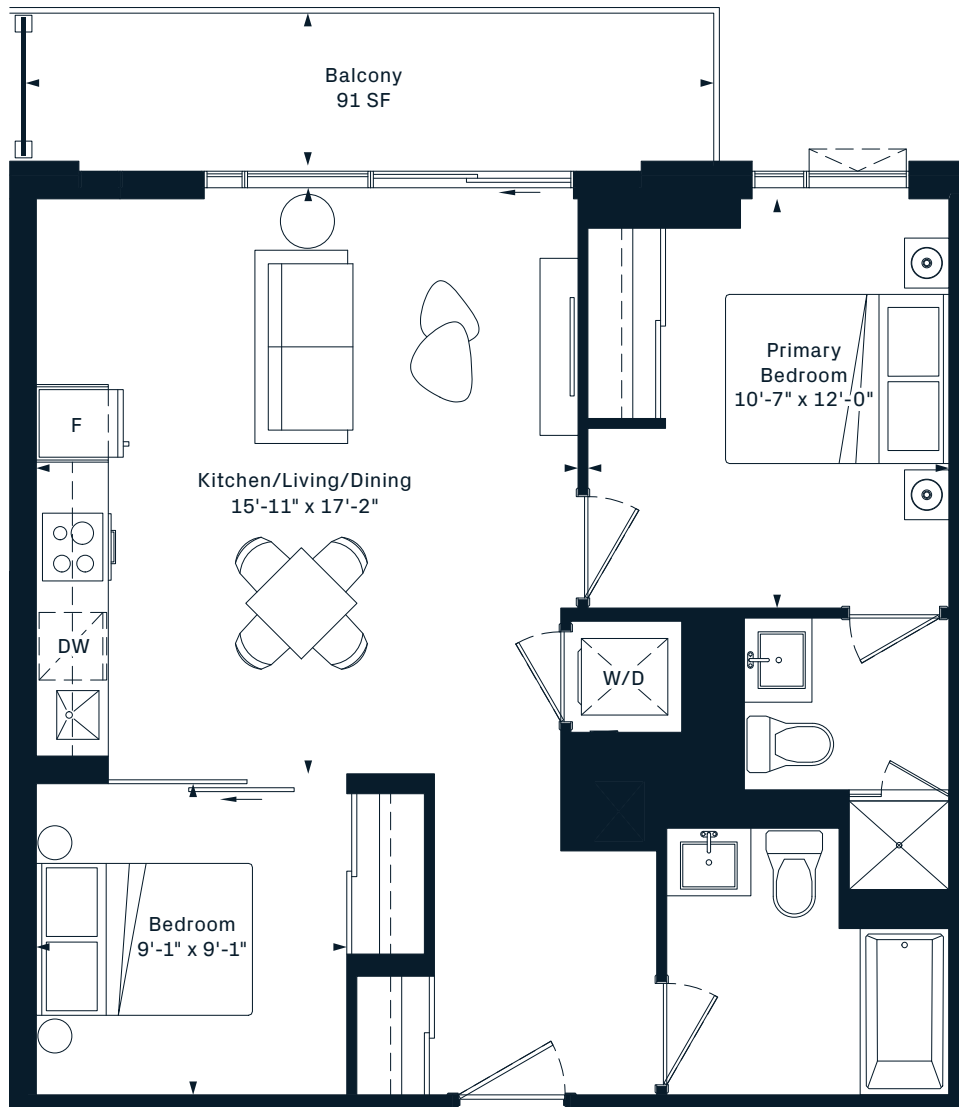 Balcony
91 SF
Primary
Bedroom
10'-7" x 12'-0"
F
Kitchen/Living/Dining
15'-11" x 17'-2"
DW
W/D
Bedroom
9'-1" x 9'-1"